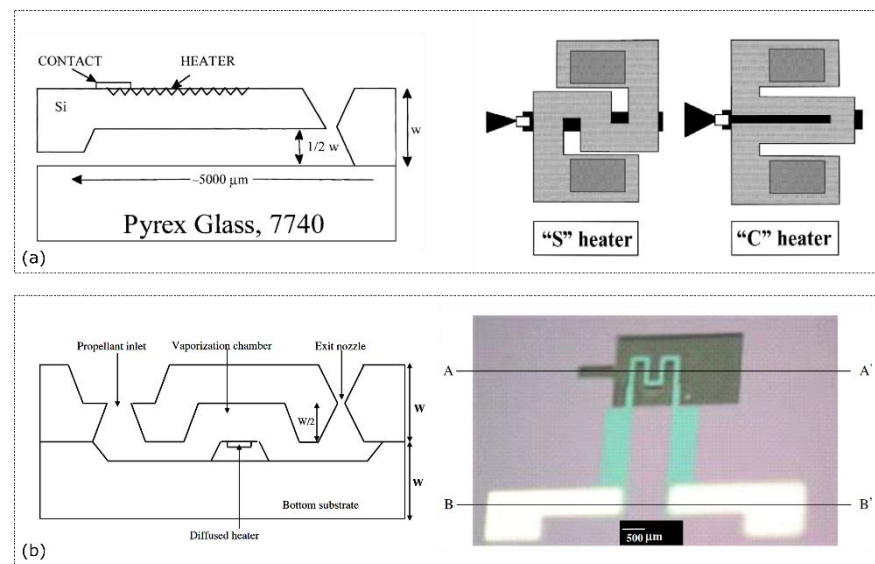 CONTACT
HEATER
Si
w
1/2 w
~5000 µm
Pyrex Glass, 7740
(a)
“S” heater
“C” heater
Propellant inlet
Vaporization chamber
Exit nozzle
W/2
W
W
Bottom substrate
Diffused heater
(b)
A
A'
B
B'
500 µm